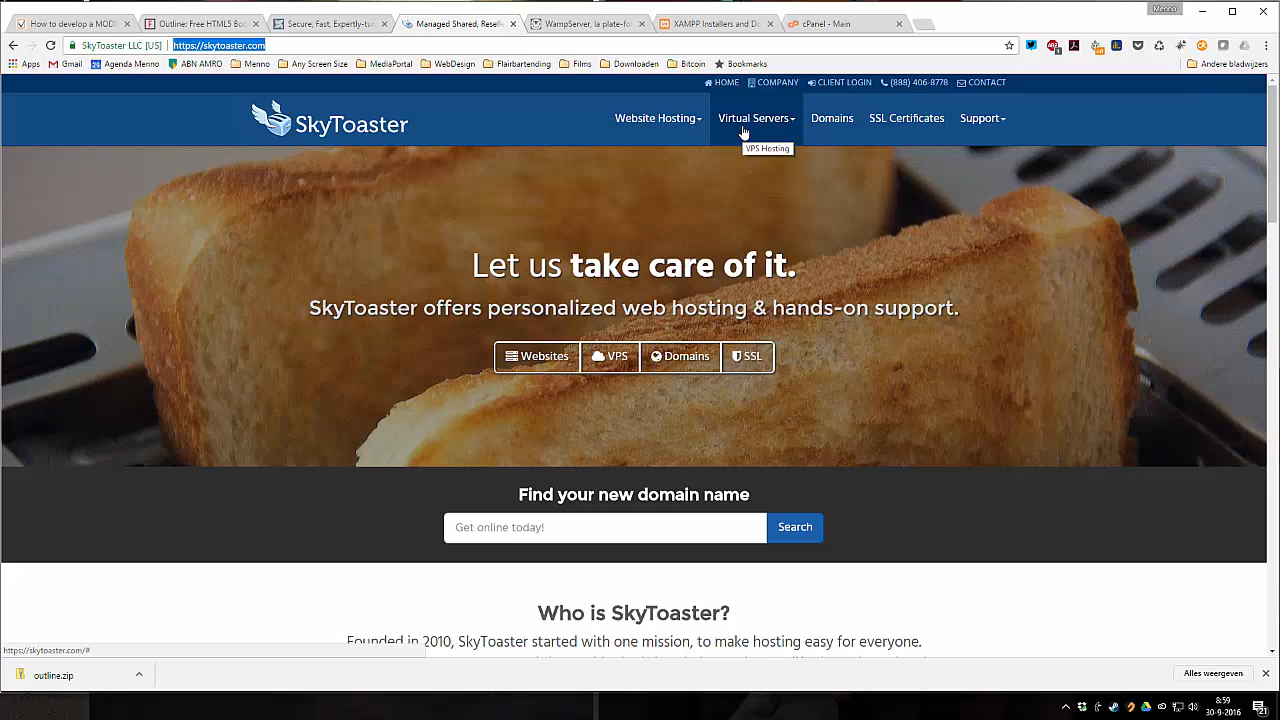 Menno
How to develop a MODX
Outline: Free HTML5 Boo
Secure, Fast, Expertly-tu
Managed Shared, Reselle
WampServer, la plate-for
XAMPP Installers and Do
cPanel - Main
SkyToaster LLC [US] https://skytoaster.com
Apps Gmail Agenda Menno ABN AMRO Menno Any Screen Size MediaPortal WebDesign Flairbartending Films Downloaden Bitcoin Bookmarks Andere bladwijzers
HOME COMPANY CLIENT LOGIN (888) 406-8778 CONTACT
SkyToaster
Website Hosting Virtual Servers Domains SSL Certificates Support
VPS Hosting
Let us take care of it.
SkyToaster offers personalized web hosting & hands-on support.
Websites VPS Domains SSL
Find your new domain name
Get online today! Search
Who is SkyToaster?
Founded in 2010, SkyToaster started with one mission, to make hosting easy for everyone.
https://skytoaster.com/#
outline.zip
Alles weergeven
8:59
30-9-2016